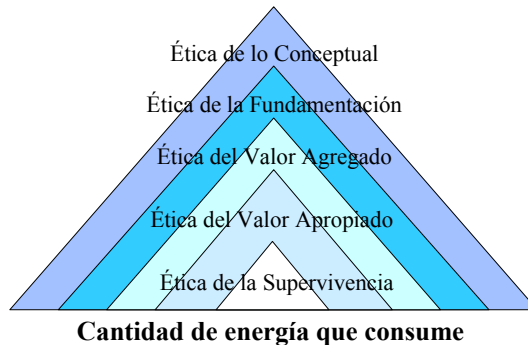 Ética de lo Conceptual
Ética de la Fundamentación
Ética del Valor Agregado
Ética del Valor Apropiado
Ética de la Supervivencia
Cantidad de energía que consume